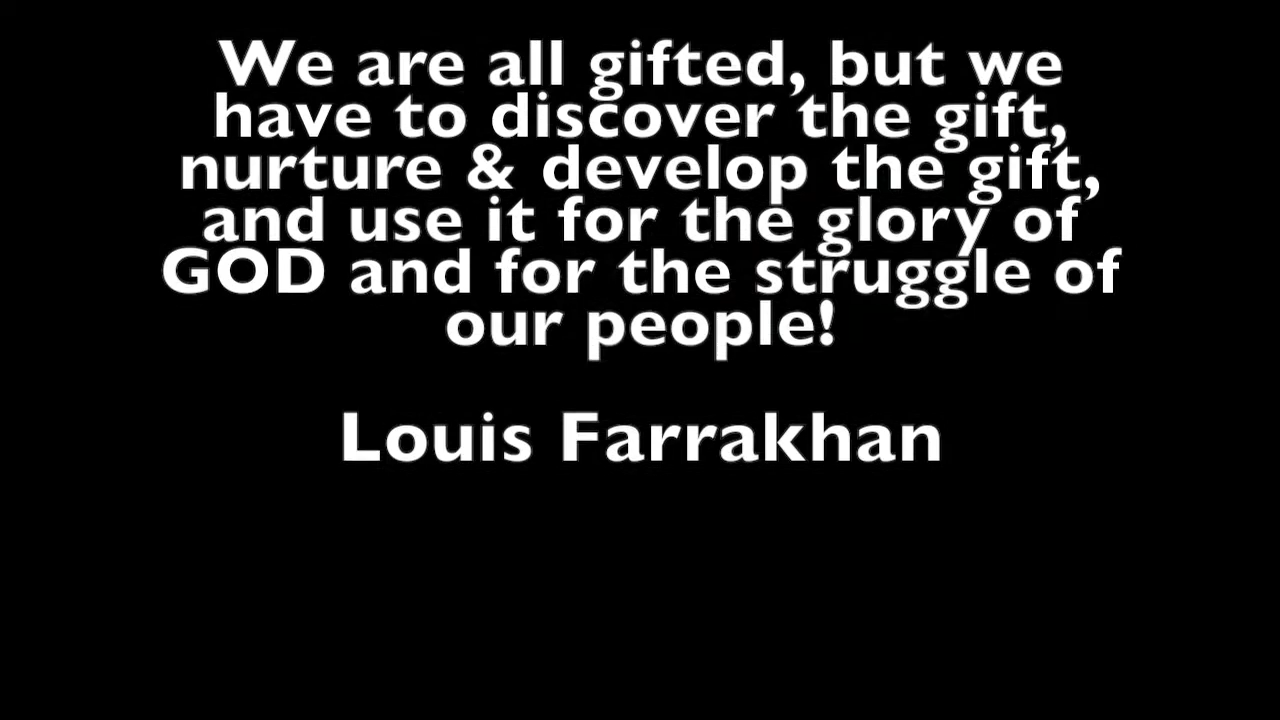 We are all gifted, but we
have to discover the gift,
nurture & develop the gift,
and use it for the glory of
GOD and for the struggle of
our people!
Louis Farrakhan